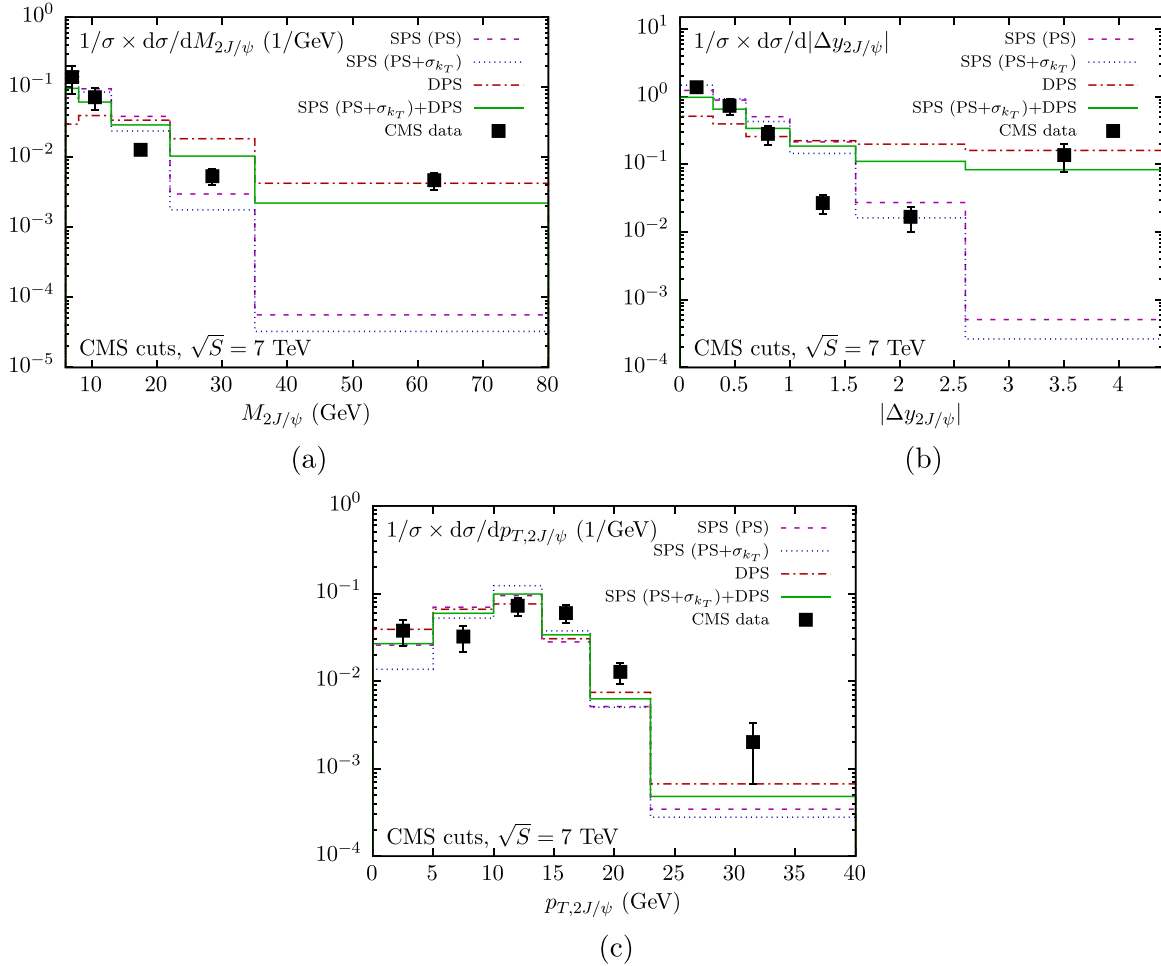 1/σ × dσ/dM_{2J/ψ} (1/GeV)
SPS (PS)
SPS (PS+σ_{k_T})
DPS
SPS (PS+σ_{k_T})+DPS
CMS data
10^0
10^{-1}
10^{-2}
10^{-3}
10^{-4}
10^{-5}
CMS cuts, √S = 7 TeV
10 20 30 40 50 60 70 80
M_{2J/ψ} (GeV)
(a)
1/σ × dσ/d|Δy_{2J/ψ}|
SPS (PS)
SPS (PS+σ_{k_T})
DPS
SPS (PS+σ_{k_T})+DPS
CMS data
10^1
10^0
10^{-1}
10^{-2}
10^{-3}
10^{-4}
CMS cuts, √S = 7 TeV
0 0.5 1 1.5 2 2.5 3 3.5 4
|Δy_{2J/ψ}|
(b)
1/σ × dσ/dp_{T,2J/ψ} (1/GeV)
SPS (PS)
SPS (PS+σ_{k_T})
DPS
SPS (PS+σ_{k_T})+DPS
CMS data
10^0
10^{-1}
10^{-2}
10^{-3}
10^{-4}
CMS cuts, √S = 7 TeV
0 5 10 15 20 25 30 35 40
p_{T,2J/ψ} (GeV)
(c)